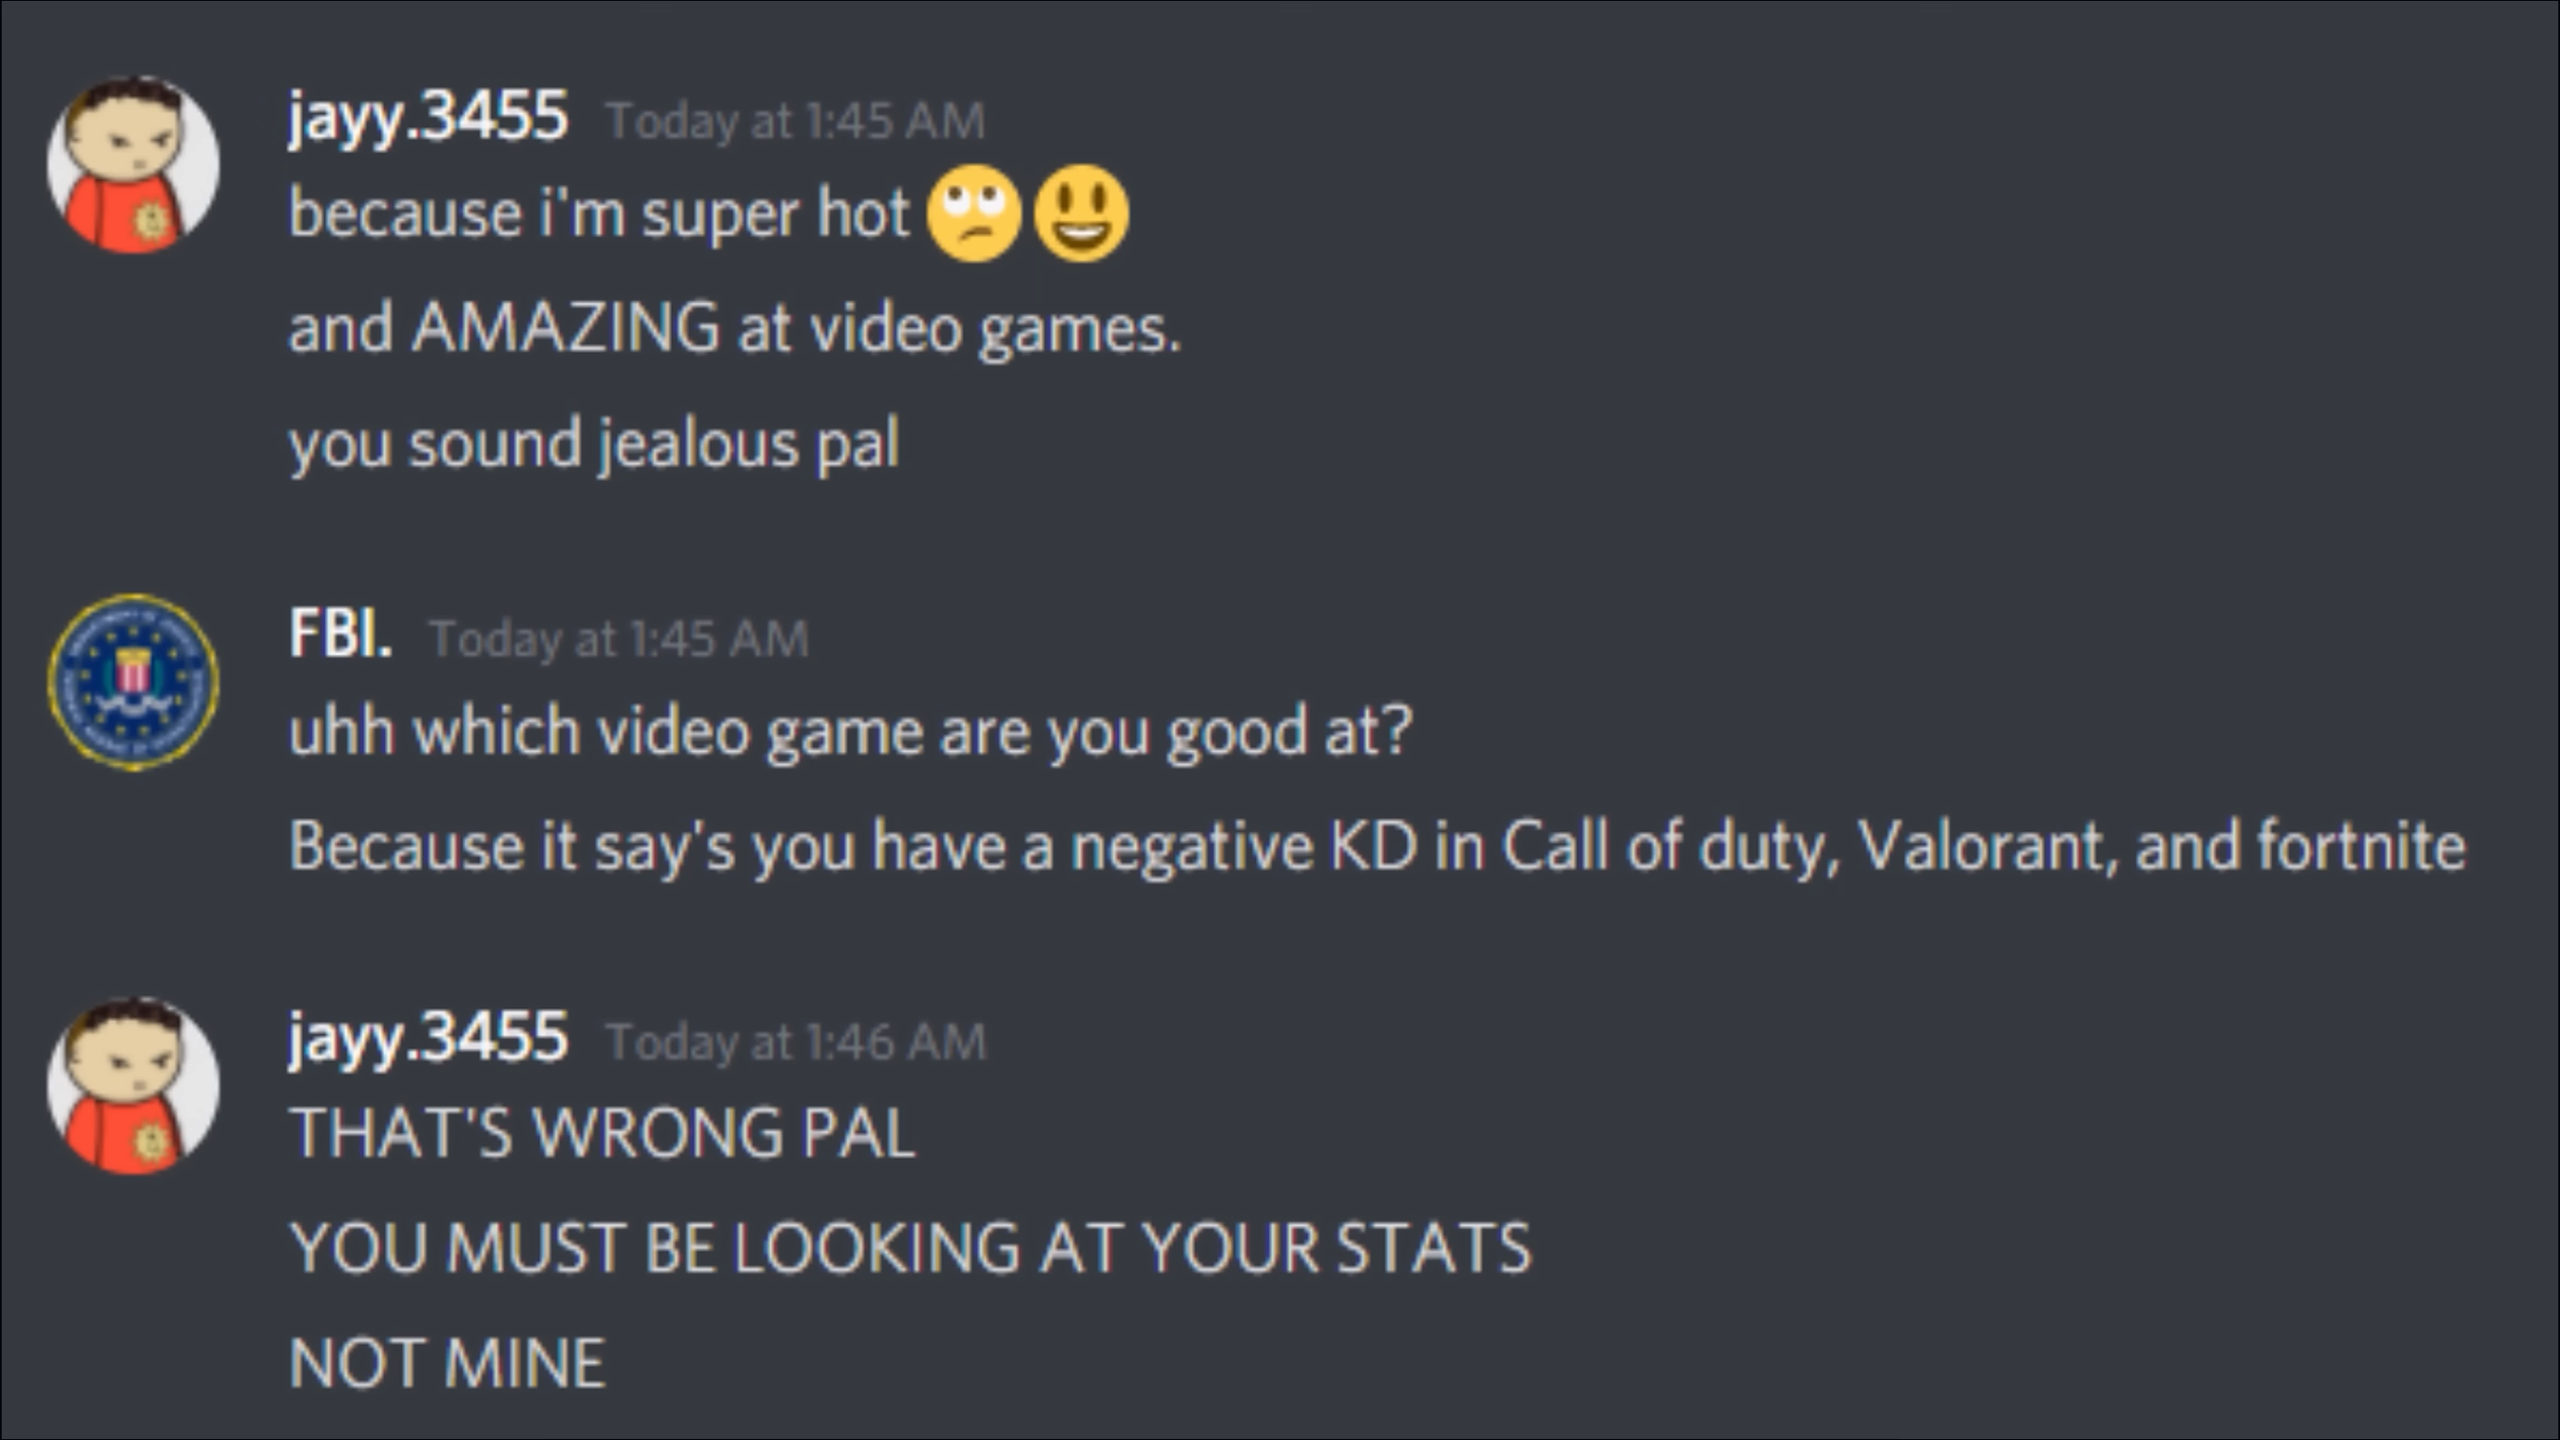 jayy.3455 Today at 1:45 AM
because i'm super hot 🙄😃
and AMAZING at video games.
you sound jealous pal
FBI. Today at 1:45 AM
uhh which video game are you good at?
Because it say's you have a negative KD in Call of duty, Valorant, and fortnite
jayy.3455 Today at 1:46 AM
THAT'S WRONG PAL
YOU MUST BE LOOKING AT YOUR STATS
NOT MINE